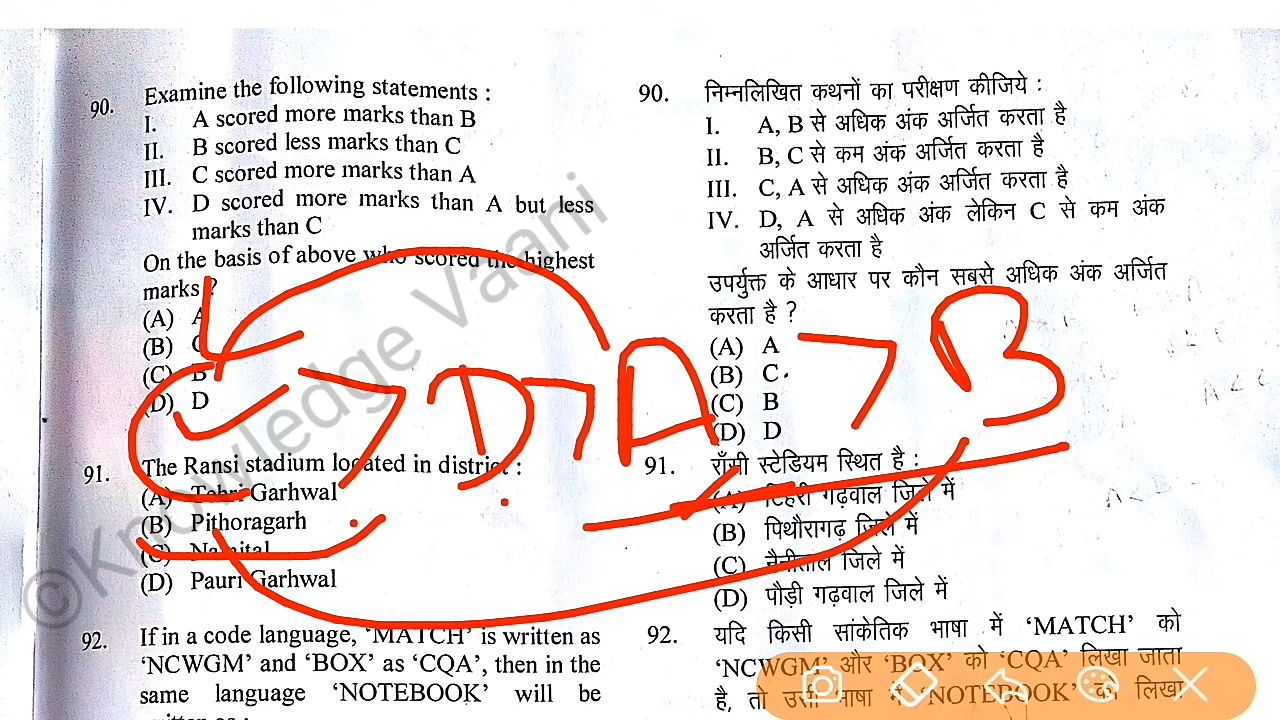 90. Examine the following statements :
I. A scored more marks than B
II. B scored less marks than C
III. C scored more marks than A
IV. D scored more marks than A but less
marks than C
On the basis of above who scored the highest
marks ?
(A) A
(B) C
(C) B
(D) D
91. The Ransi stadium located in district :
(A) Tehri Garhwal
(B) Pithoragarh
(C) Nainital
(D) Pauri Garhwal
92. If in a code language, ‘MATCH’ is written as
‘NCWGM’ and ‘BOX’ as ‘CQA’, then in the
same language ‘NOTEBOOK’ will be
90. निम्नलिखित कथनों का परीक्षण कीजिये :
I. A, B से अधिक अंक अर्जित करता है
II. B, C से कम अंक अर्जित करता है
III. C, A से अधिक अंक अर्जित करता है
IV. D, A से अधिक अंक लेकिन C से कम अंक
अर्जित करता है
उपर्युक्त के आधार पर कौन सबसे अधिक अंक अर्जित
करता है ?
(A) A
(B) C
(C) B
(D) D
91. राँसी स्टेडियम स्थित है :
(A) टिहरी गढ़वाल जिले में
(B) पिथौरागढ़ जिले में
(C) नैनीताल जिले में
(D) पौड़ी गढ़वाल जिले में
92. यदि किसी सांकेतिक भाषा में ‘MATCH’ को
‘NCWGM’ और ‘BOX’ को ‘CQA’ लिखा जाता
है, तो उसी भाषा में ‘NOTEBOOK’ को लिखा
C > D > A > B
©Knowledge Vaani